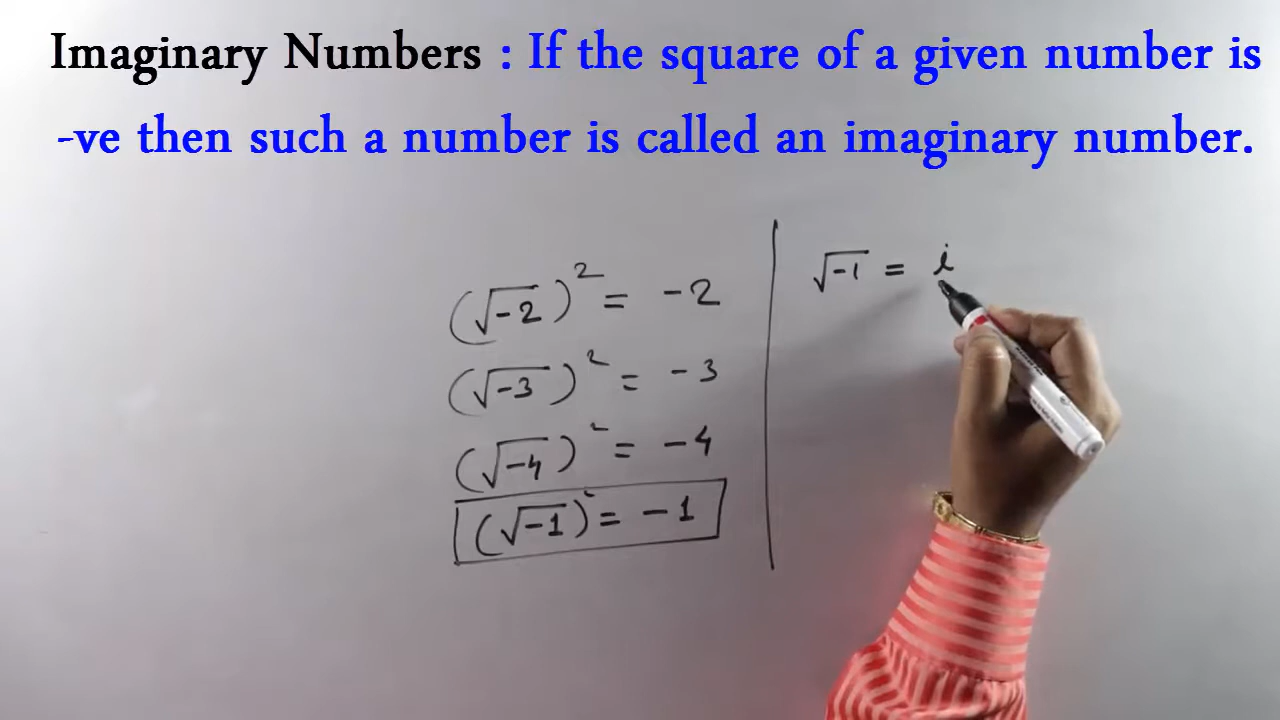 Imaginary Numbers : If the square of a given number is
-ve then such a number is called an imaginary number.
(√-2)² = -2
(√-3)² = -3
(√-4)² = -4
(√-1)² = -1
√-1 = i